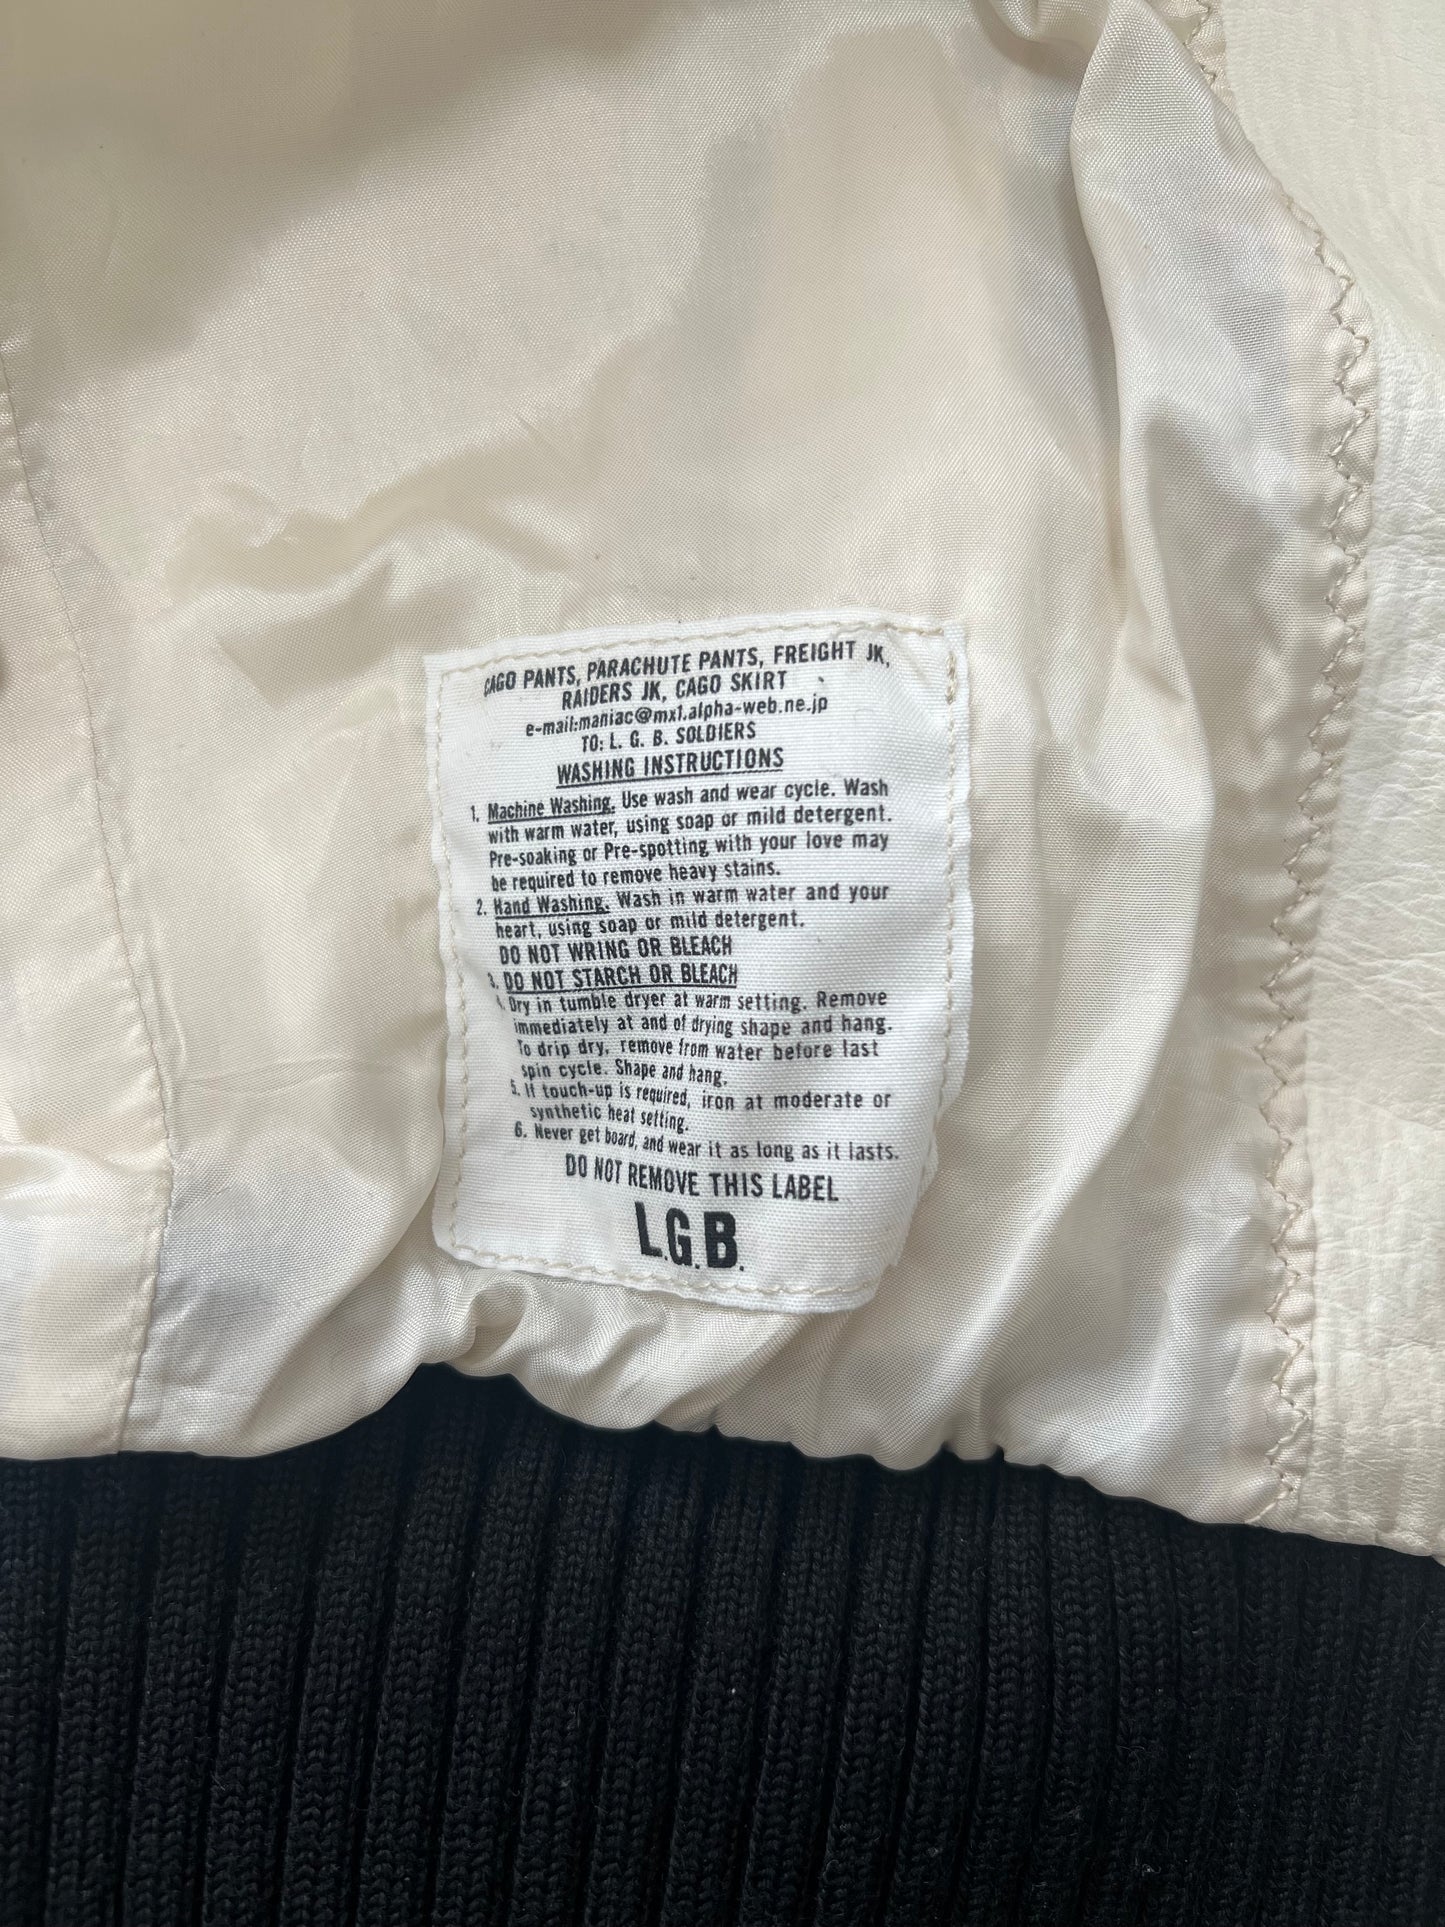 CAGO PANTS, PARACHUTE PANTS, FREIGHT JK,
RAIDERS JK, CAGO SKIRT
e-mail:maniac@mx1.alpha-web.ne.jp
TO: L. G. B. SOLDIERS
WASHING INSTRUCTIONS
1. Machine Washing. Use wash and wear cycle. Wash
with warm water, using soap or mild detergent.
Pre-soaking or Pre-spotting with your love may
be required to remove heavy stains.
2. Hand Washing. Wash in warm water and your
heart, using soap or mild detergent.
DO NOT WRING OR BLEACH
3. DO NOT STARCH OR BLEACH
4. Dry in tumble dryer at warm setting. Remove
immediately at and of drying shape and hang.
To drip dry, remove from water before last
spin cycle. Shape and hang.
5. If touch-up is required, iron at moderate or
synthetic heat setting.
6. Never get board, and wear it as long as it lasts.
DO NOT REMOVE THIS LABEL
L.G.B.